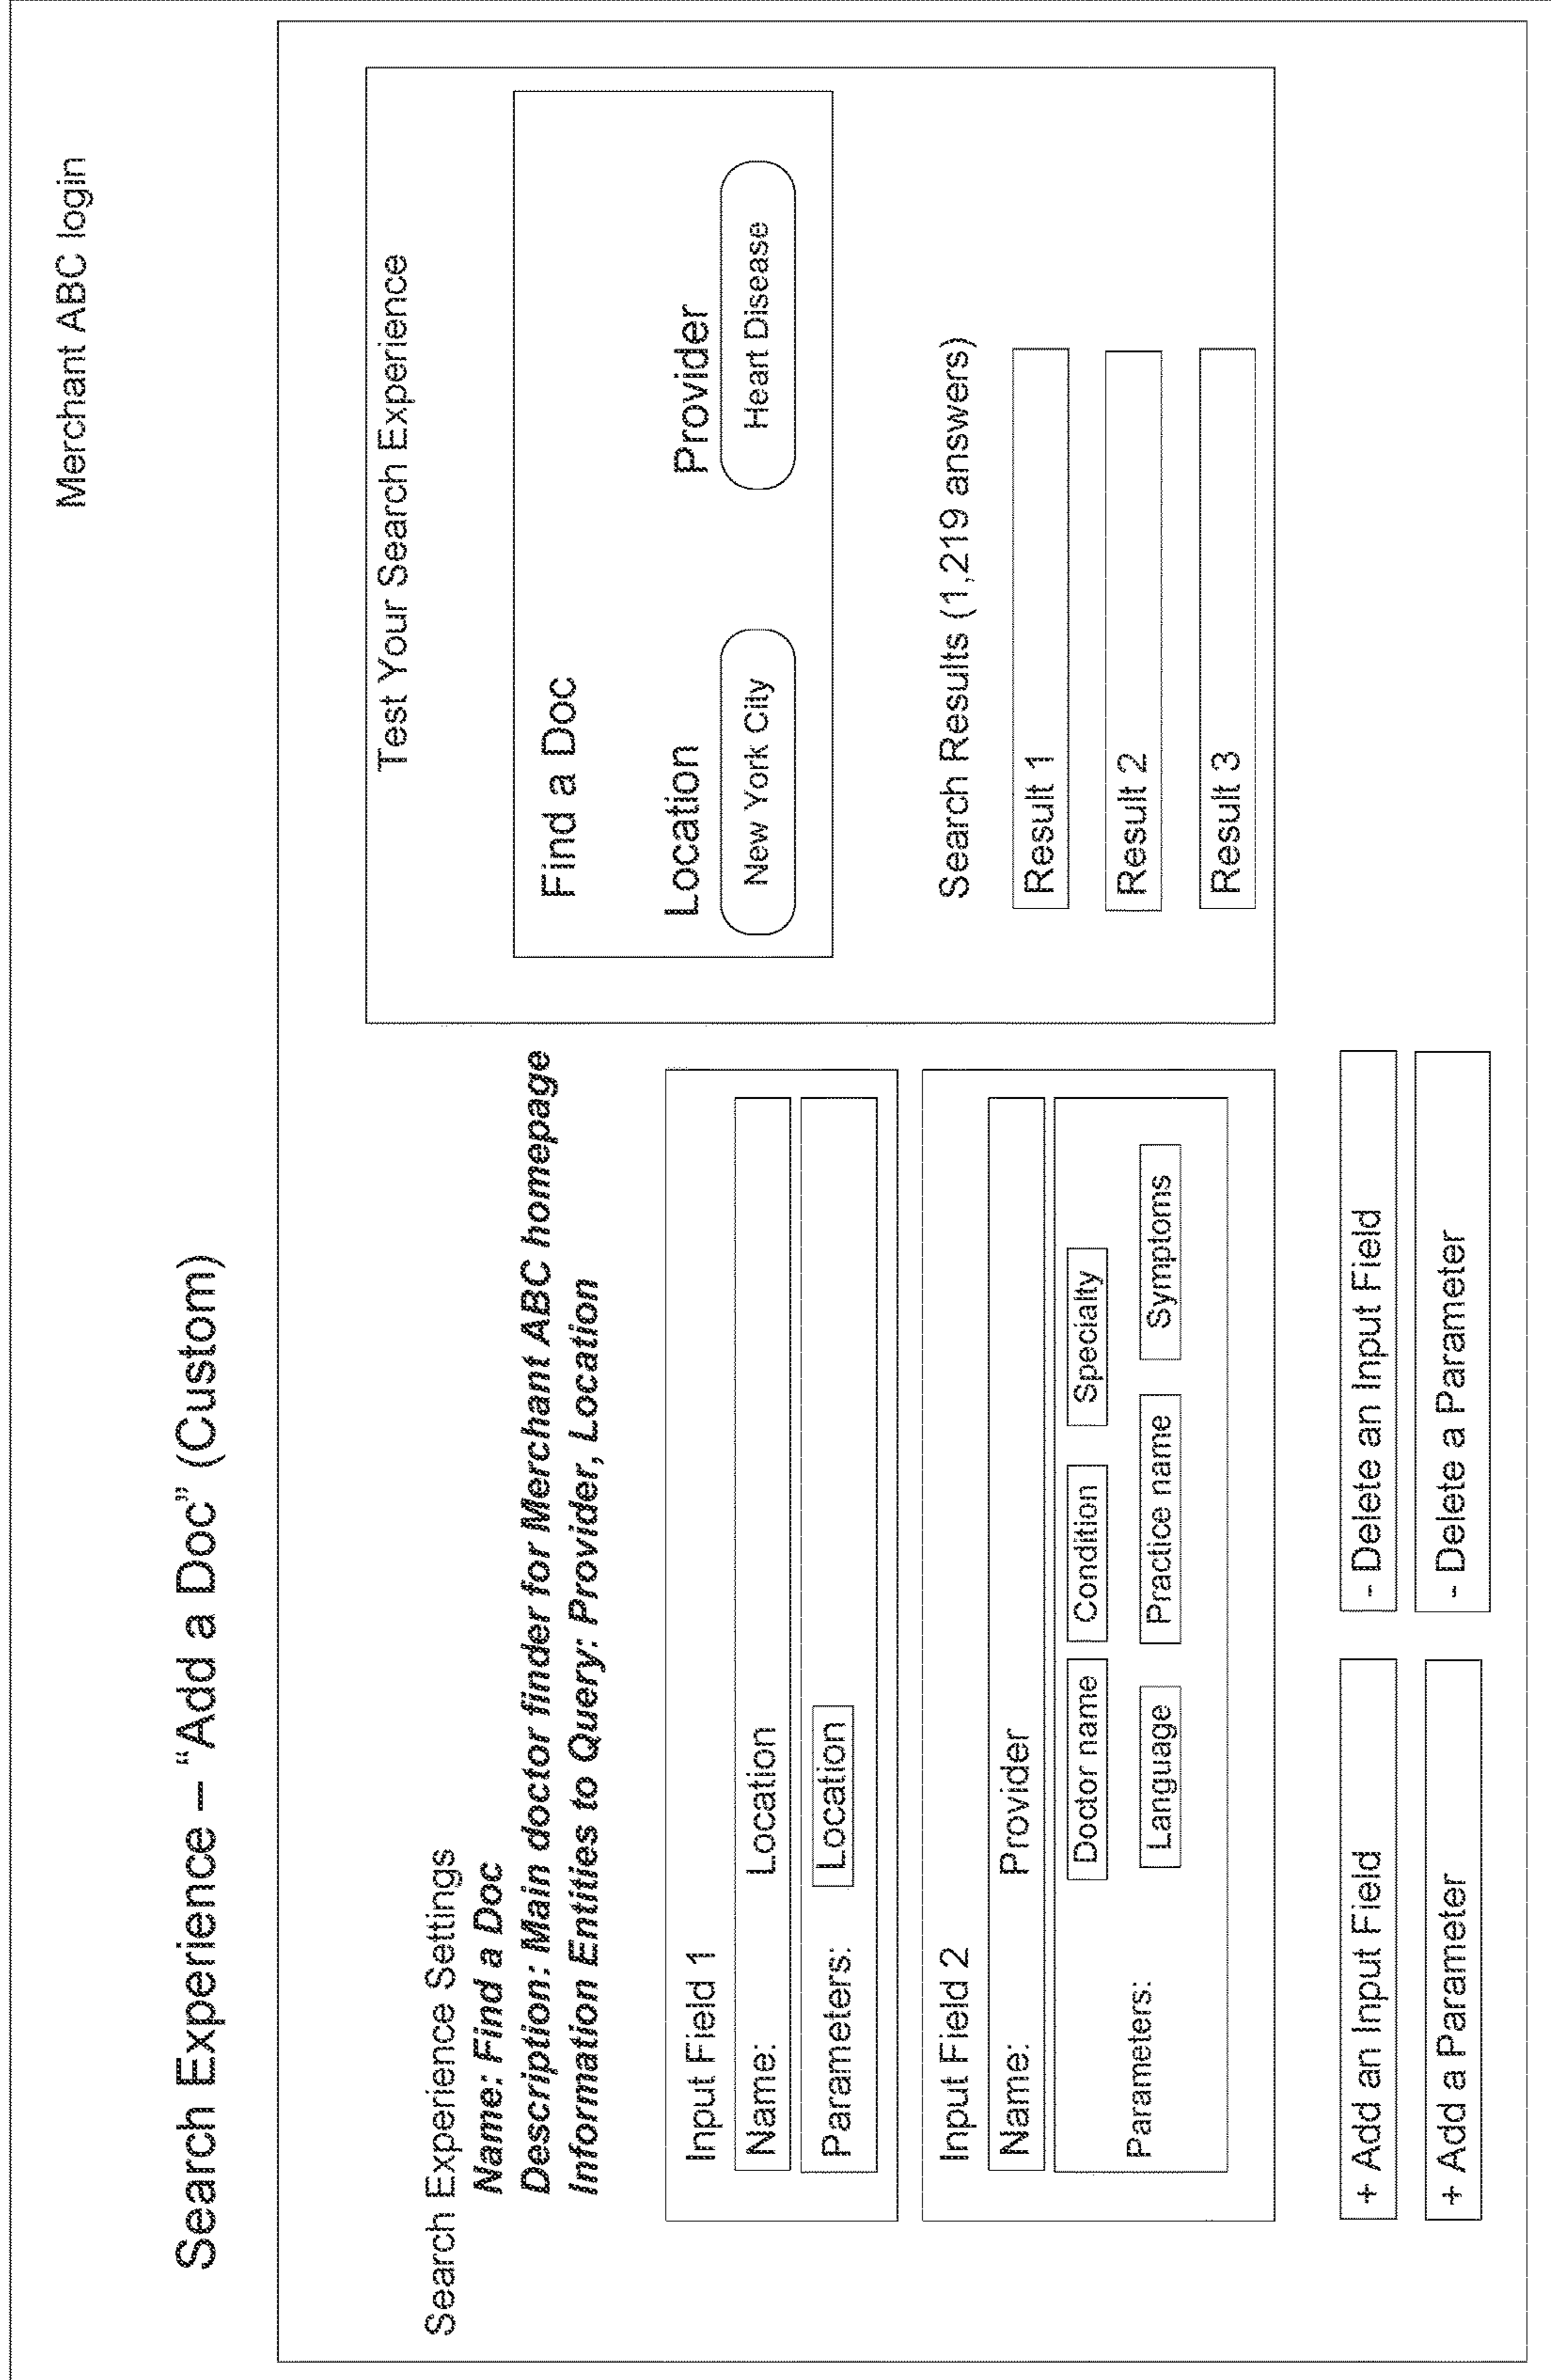 Merchant ABC login
Search Experience – “Add a Doc” (Custom)
Search Experience Settings
Name: Find a Doc
Description: Main doctor finder for Merchant ABC homepage
Information Entities to Query: Provider, Location
Input Field 1
Name: Location
Parameters: Location
Input Field 2
Name: Provider
Parameters:
Doctor name Condition Specialty
Language Practice name Symptoms
+ Add an Input Field - Delete an Input Field
+ Add a Parameter - Delete a Parameter
Test Your Search Experience
Find a Doc
Location Provider
New York City Heart Disease
Search Results (1,219 answers)
Result 1
Result 2
Result 3